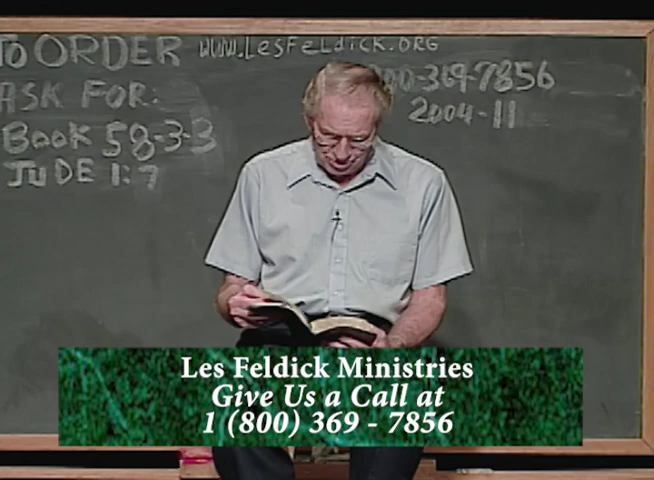 TO ORDER WWW.LESFELDICK.ORG
ASK FOR: 00-369-7856
2004-11
BOOK 58-3-3
JUDE 1:7
Les Feldick Ministries
Give Us a Call at
1 (800) 369 - 7856